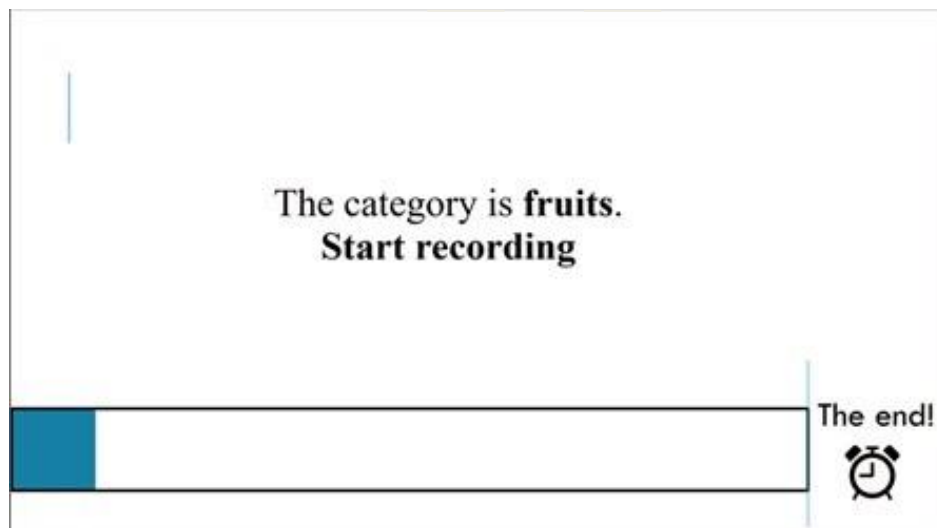 The category is fruits.
Start recording
The end!